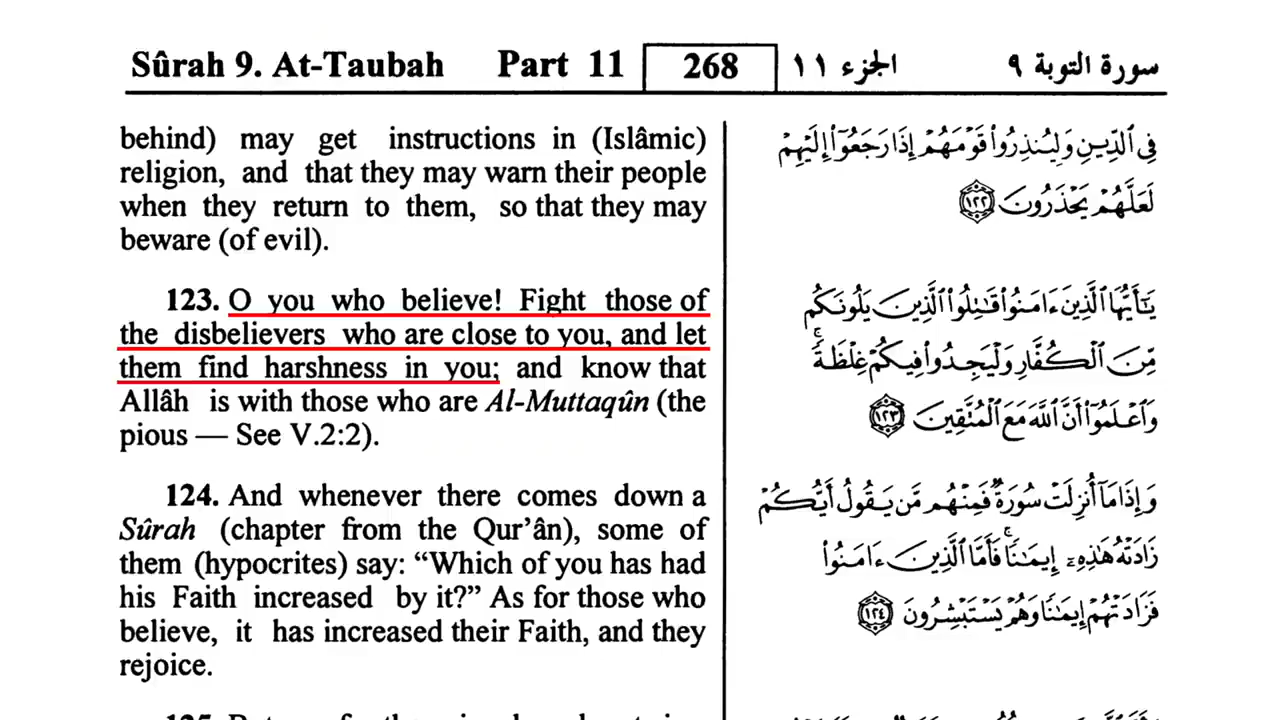 Sûrah 9. At-Taubah Part 11 268 الجزء ١١ سورة التوبة ٩
behind) may get instructions in (Islâmic)
religion, and that they may warn their people
when they return to them, so that they may
beware (of evil).
123. O you who believe! Fight those of
the disbelievers who are close to you, and let
them find harshness in you; and know that
Allâh is with those who are Al-Muttaqûn (the
pious — See V.2:2).
124. And whenever there comes down a
Sûrah (chapter from the Qur’ân), some of
them (hypocrites) say: “Which of you has had
his Faith increased by it?” As for those who
believe, it has increased their Faith, and they
rejoice.
فِي ٱلدِّينِ وَلِيُنذِرُوا۟ قَوْمَهُمْ إِذَا رَجَعُوٓا۟ إِلَيْهِمْ
لَعَلَّهُمْ يَحْذَرُونَ ١٢٢
يَـٰٓأَيُّهَا ٱلَّذِينَ ءَامَنُوا۟ قَـٰتِلُوا۟ ٱلَّذِينَ يَلُونَكُم
مِّنَ ٱلْكُفَّارِ وَلْيَجِدُوا۟ فِيكُمْ غِلْظَةً ۚ
وَٱعْلَمُوٓا۟ أَنَّ ٱللَّهَ مَعَ ٱلْمُتَّقِينَ ١٢٣
وَإِذَا مَآ أُنزِلَتْ سُورَةٌ فَمِنْهُم مَّن يَقُولُ أَيُّكُمْ
زَادَتْهُ هَـٰذِهِۦٓ إِيمَـٰنًا ۚ فَأَمَّا ٱلَّذِينَ ءَامَنُوا۟
فَزَادَتْهُمْ إِيمَـٰنًا وَهُمْ يَسْتَبْشِرُونَ ١٢٤